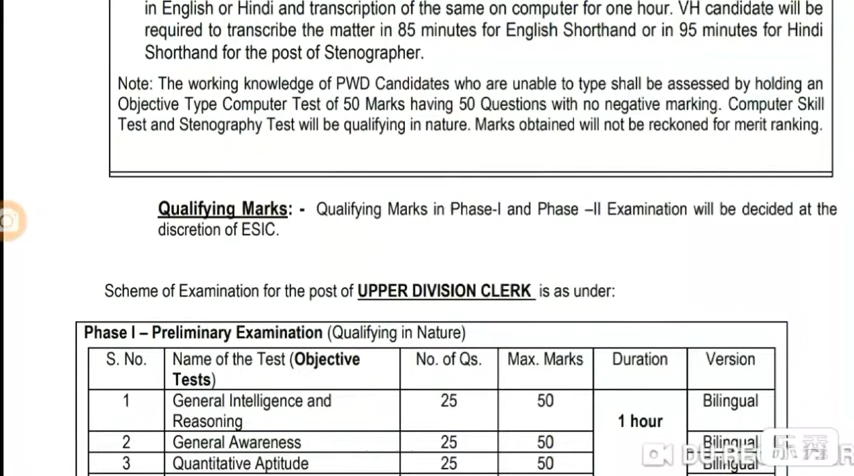 in English or Hindi and transcription of the same on computer for one hour. VH candidate will be
required to transcribe the matter in 85 minutes for English Shorthand or in 95 minutes for Hindi
Shorthand for the post of Stenographer.
Note: The working knowledge of PWD Candidates who are unable to type shall be assessed by holding an
Objective Type Computer Test of 50 Marks having 50 Questions with no negative marking. Computer Skill
Test and Stenography Test will be qualifying in nature. Marks obtained will not be reckoned for merit ranking.
Qualifying Marks: - Qualifying Marks in Phase-I and Phase –II Examination will be decided at the
discretion of ESIC.
Scheme of Examination for the post of UPPER DIVISION CLERK is as under:
Phase I – Preliminary Examination (Qualifying in Nature)
S. No. Name of the Test (Objective Tests) No. of Qs. Max. Marks Duration Version
1 General Intelligence and Reasoning 25 50 1 hour Bilingual
2 General Awareness 25 50 Bilingual
3 Quantitative Aptitude 25 50 Bilingual
乐秀